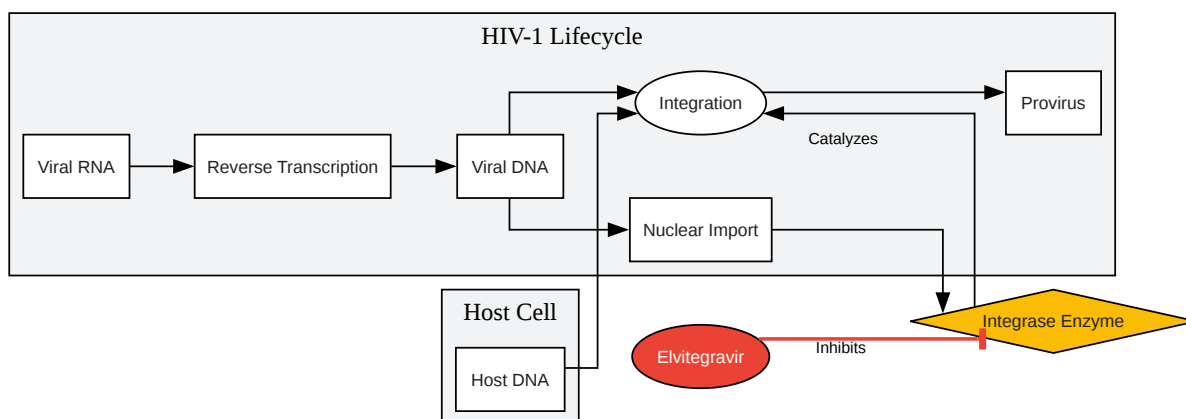 HIV-1 Lifecycle
Integration
Provirus
Catalyzes
Viral RNA
Reverse Transcription
Viral DNA
Nuclear Import
Host Cell
Integrase Enzyme
Inhibits
Elvitegravir
Host DNA